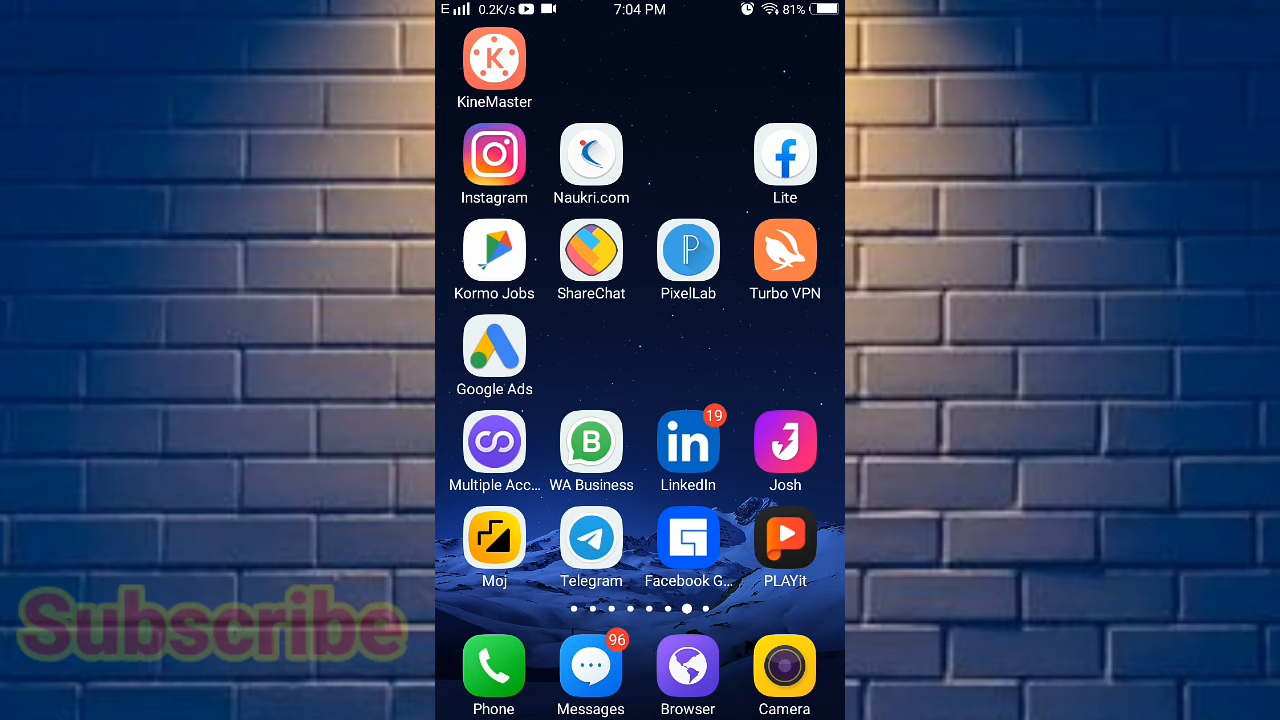 E 0.2K/s 7:04 PM 81%
K
KineMaster
Instagram Naukri.com Lite
P
Kormo Jobs ShareChat PixelLab Turbo VPN
Google Ads
B in 19 J
Multiple Acc... WA Business LinkedIn Josh
Moj Telegram Facebook G... PLAYit
Subscribe
96
Phone Messages Browser Camera